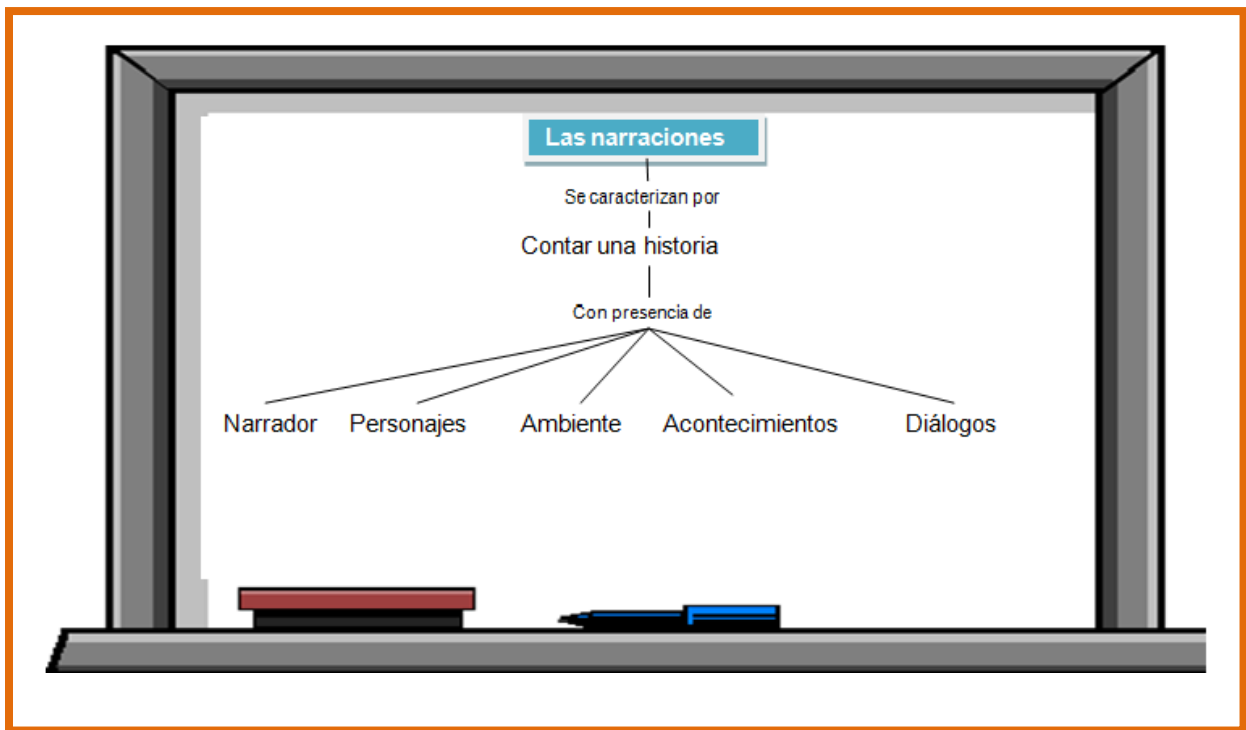 Las narraciones
Se caracterizan por
Contar una historia
Con presencia de
Narrador Personajes Ambiente Acontecimientos Diálogos